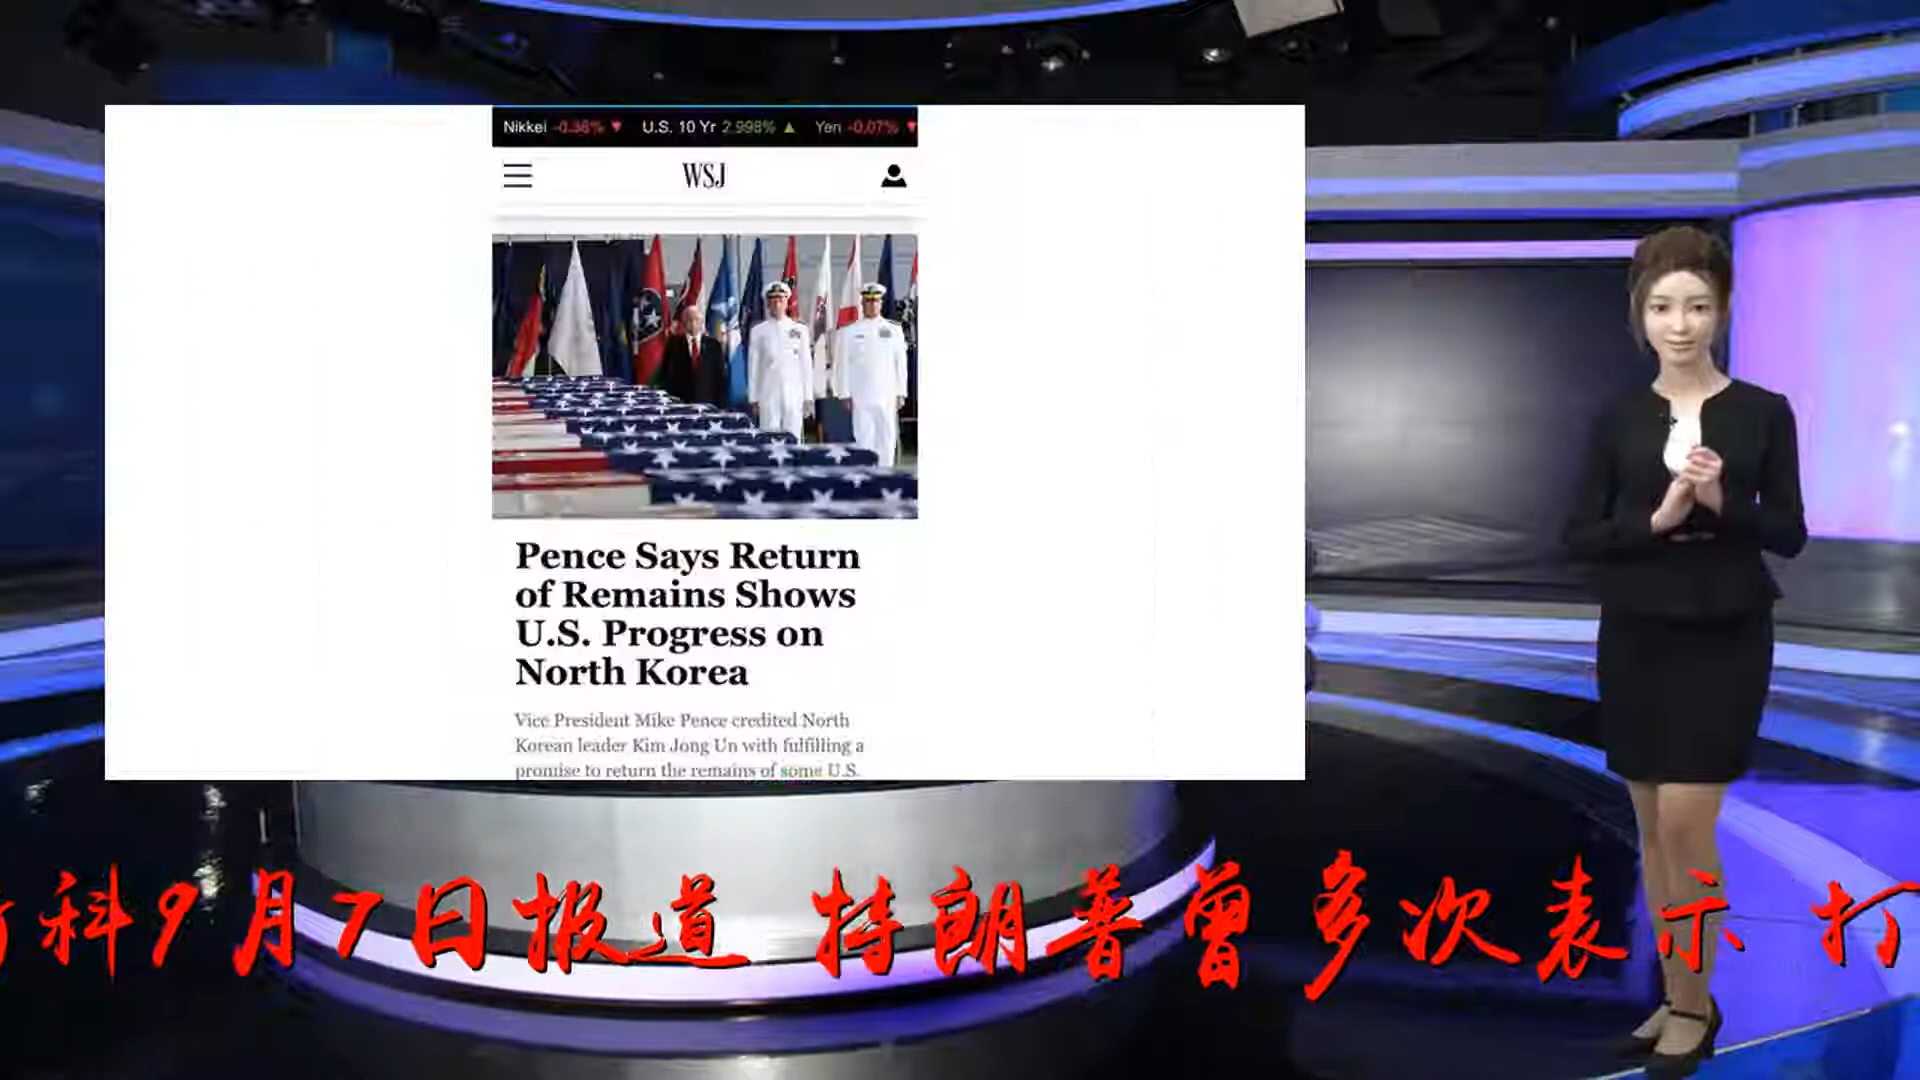 Nikkei -0.36% ▼ U.S. 10 Yr 2.998% ▲ Yen -0.07% ▼
WSJ
Pence Says Return
of Remains Shows
U.S. Progress on
North Korea
Vice President Mike Pence credited North
Korean leader Kim Jong Un with fulfilling a
promise to return the remains of some U.S.
科9月7日报道 特朗普曾多次表示 打